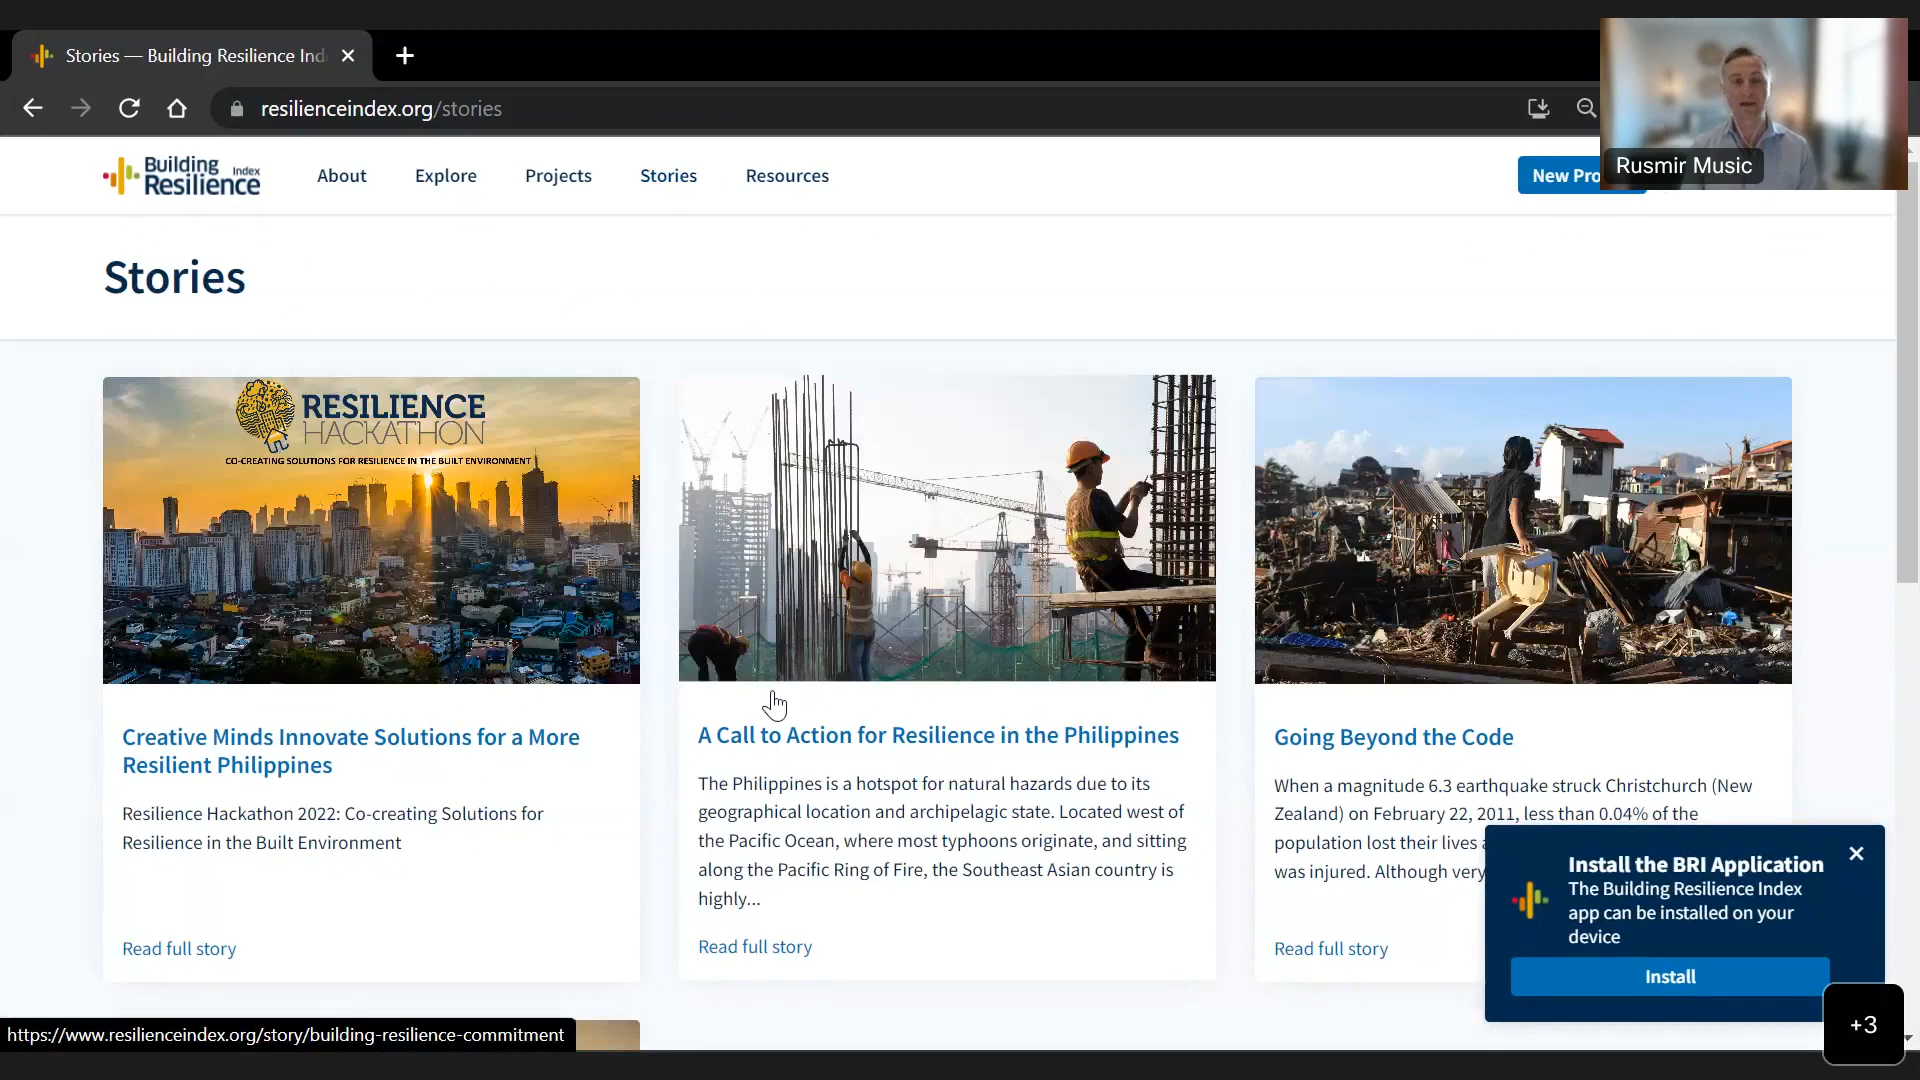 Stories — Building Resilience Ind
resilienceindex.org/stories
Rusmir Music
Building Resilience Index
About
Explore
Projects
Stories
Resources
New Pro
Stories
RESILIENCE
HACKATHON
CO-CREATING SOLUTIONS FOR RESILIENCE IN THE BUILT ENVIRONMENT
Creative Minds Innovate Solutions for a More
Resilient Philippines
Resilience Hackathon 2022: Co-creating Solutions for
Resilience in the Built Environment
Read full story
A Call to Action for Resilience in the Philippines
The Philippines is a hotspot for natural hazards due to its
geographical location and archipelagic state. Located west of
the Pacific Ocean, where most typhoons originate, and sitting
along the Pacific Ring of Fire, the Southeast Asian country is
highly...
Read full story
Going Beyond the Code
When a magnitude 6.3 earthquake struck Christchurch (New
Zealand) on February 22, 2011, less than 0.04% of the
population lost their lives
was injured. Although very
Read full story
Install the BRI Application
The Building Resilience Index
app can be installed on your
device
Install
+3
https://www.resilienceindex.org/story/building-resilience-commitment